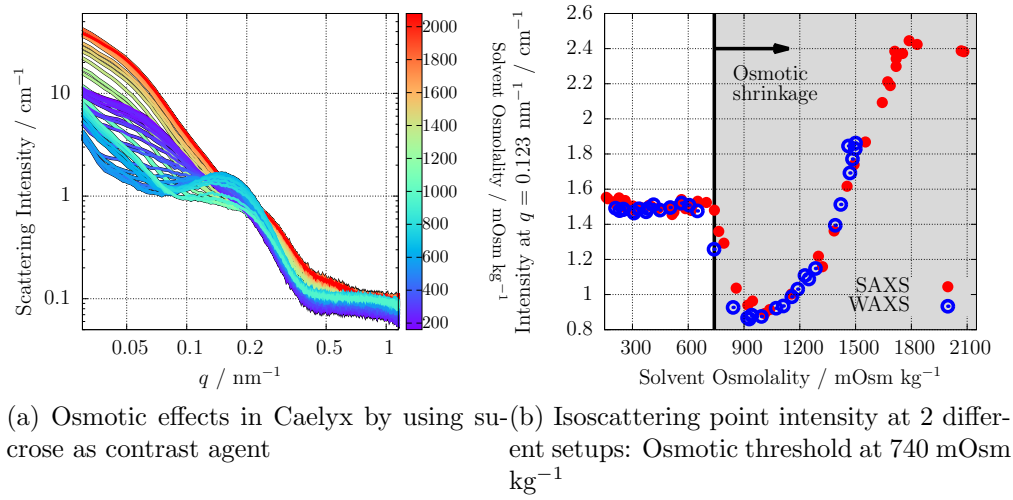 Scattering Intensity / cm⁻¹
10
1
0.1
0.05
0.1
0.2
0.5
1
q / nm⁻¹
2000
1800
1600
1400
1200
1000
800
600
400
200
Solvent Osmolality / mOsm kg⁻¹
Intensity at q = 0.123 nm⁻¹ / cm⁻¹
2.6
2.4
2.2
2
1.8
1.6
1.4
1.2
1
0.8
Osmotic
shrinkage
SAXS
WAXS
300
600
900
1200
1500
1800
2100
Solvent Osmolality / mOsm kg⁻¹
(a) Osmotic effects in Caelyx by using su-
crose as contrast agent
(b) Isoscattering point intensity at 2 differ-
ent setups: Osmotic threshold at 740 mOsm
kg⁻¹